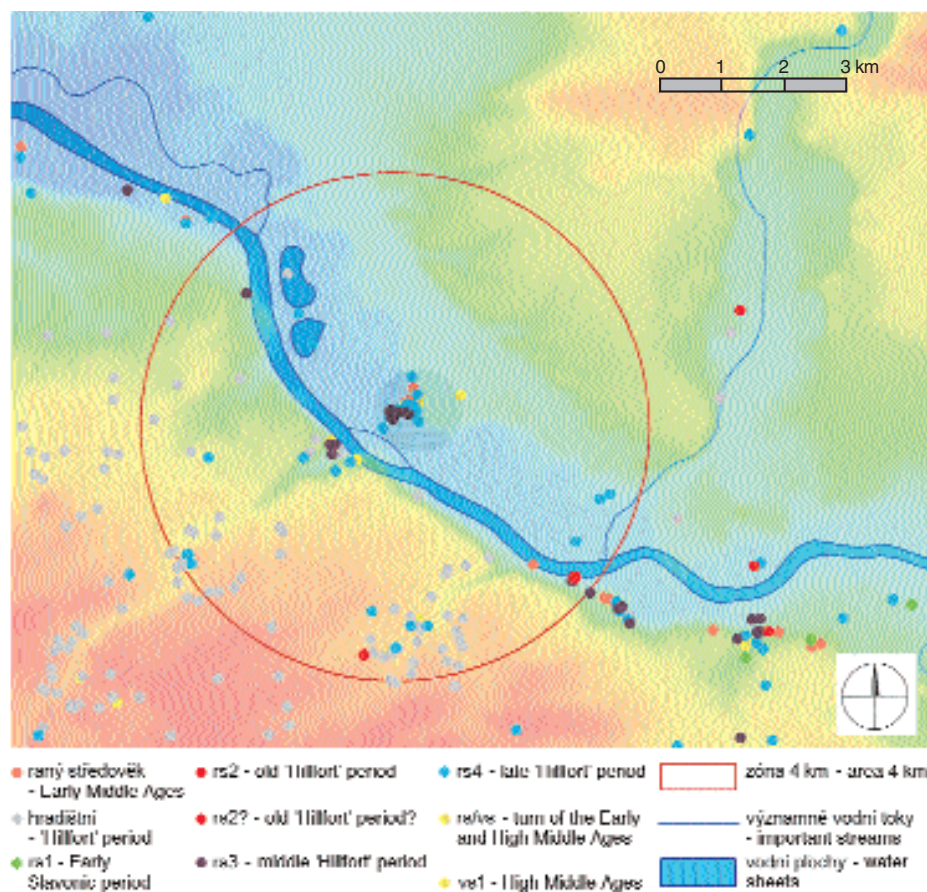 0 1 2 3 km
raný středověk
- Early Middle Ages
hradištní
- 'Hillfort' period
rs1 - Early
Slavonic period
rs2 - old 'Hillfort' period
rs2? - old 'Hillfort' period?
rs3 - middle 'Hillfort' period
rs4 - late 'Hillfort' period
rs/vs - turn of the Early
and High Middle Ages
vs1 - High Middle Ages
zóna 4 km - area 4 km
významné vodní toky
- important streams
vodní plochy - water
sheets